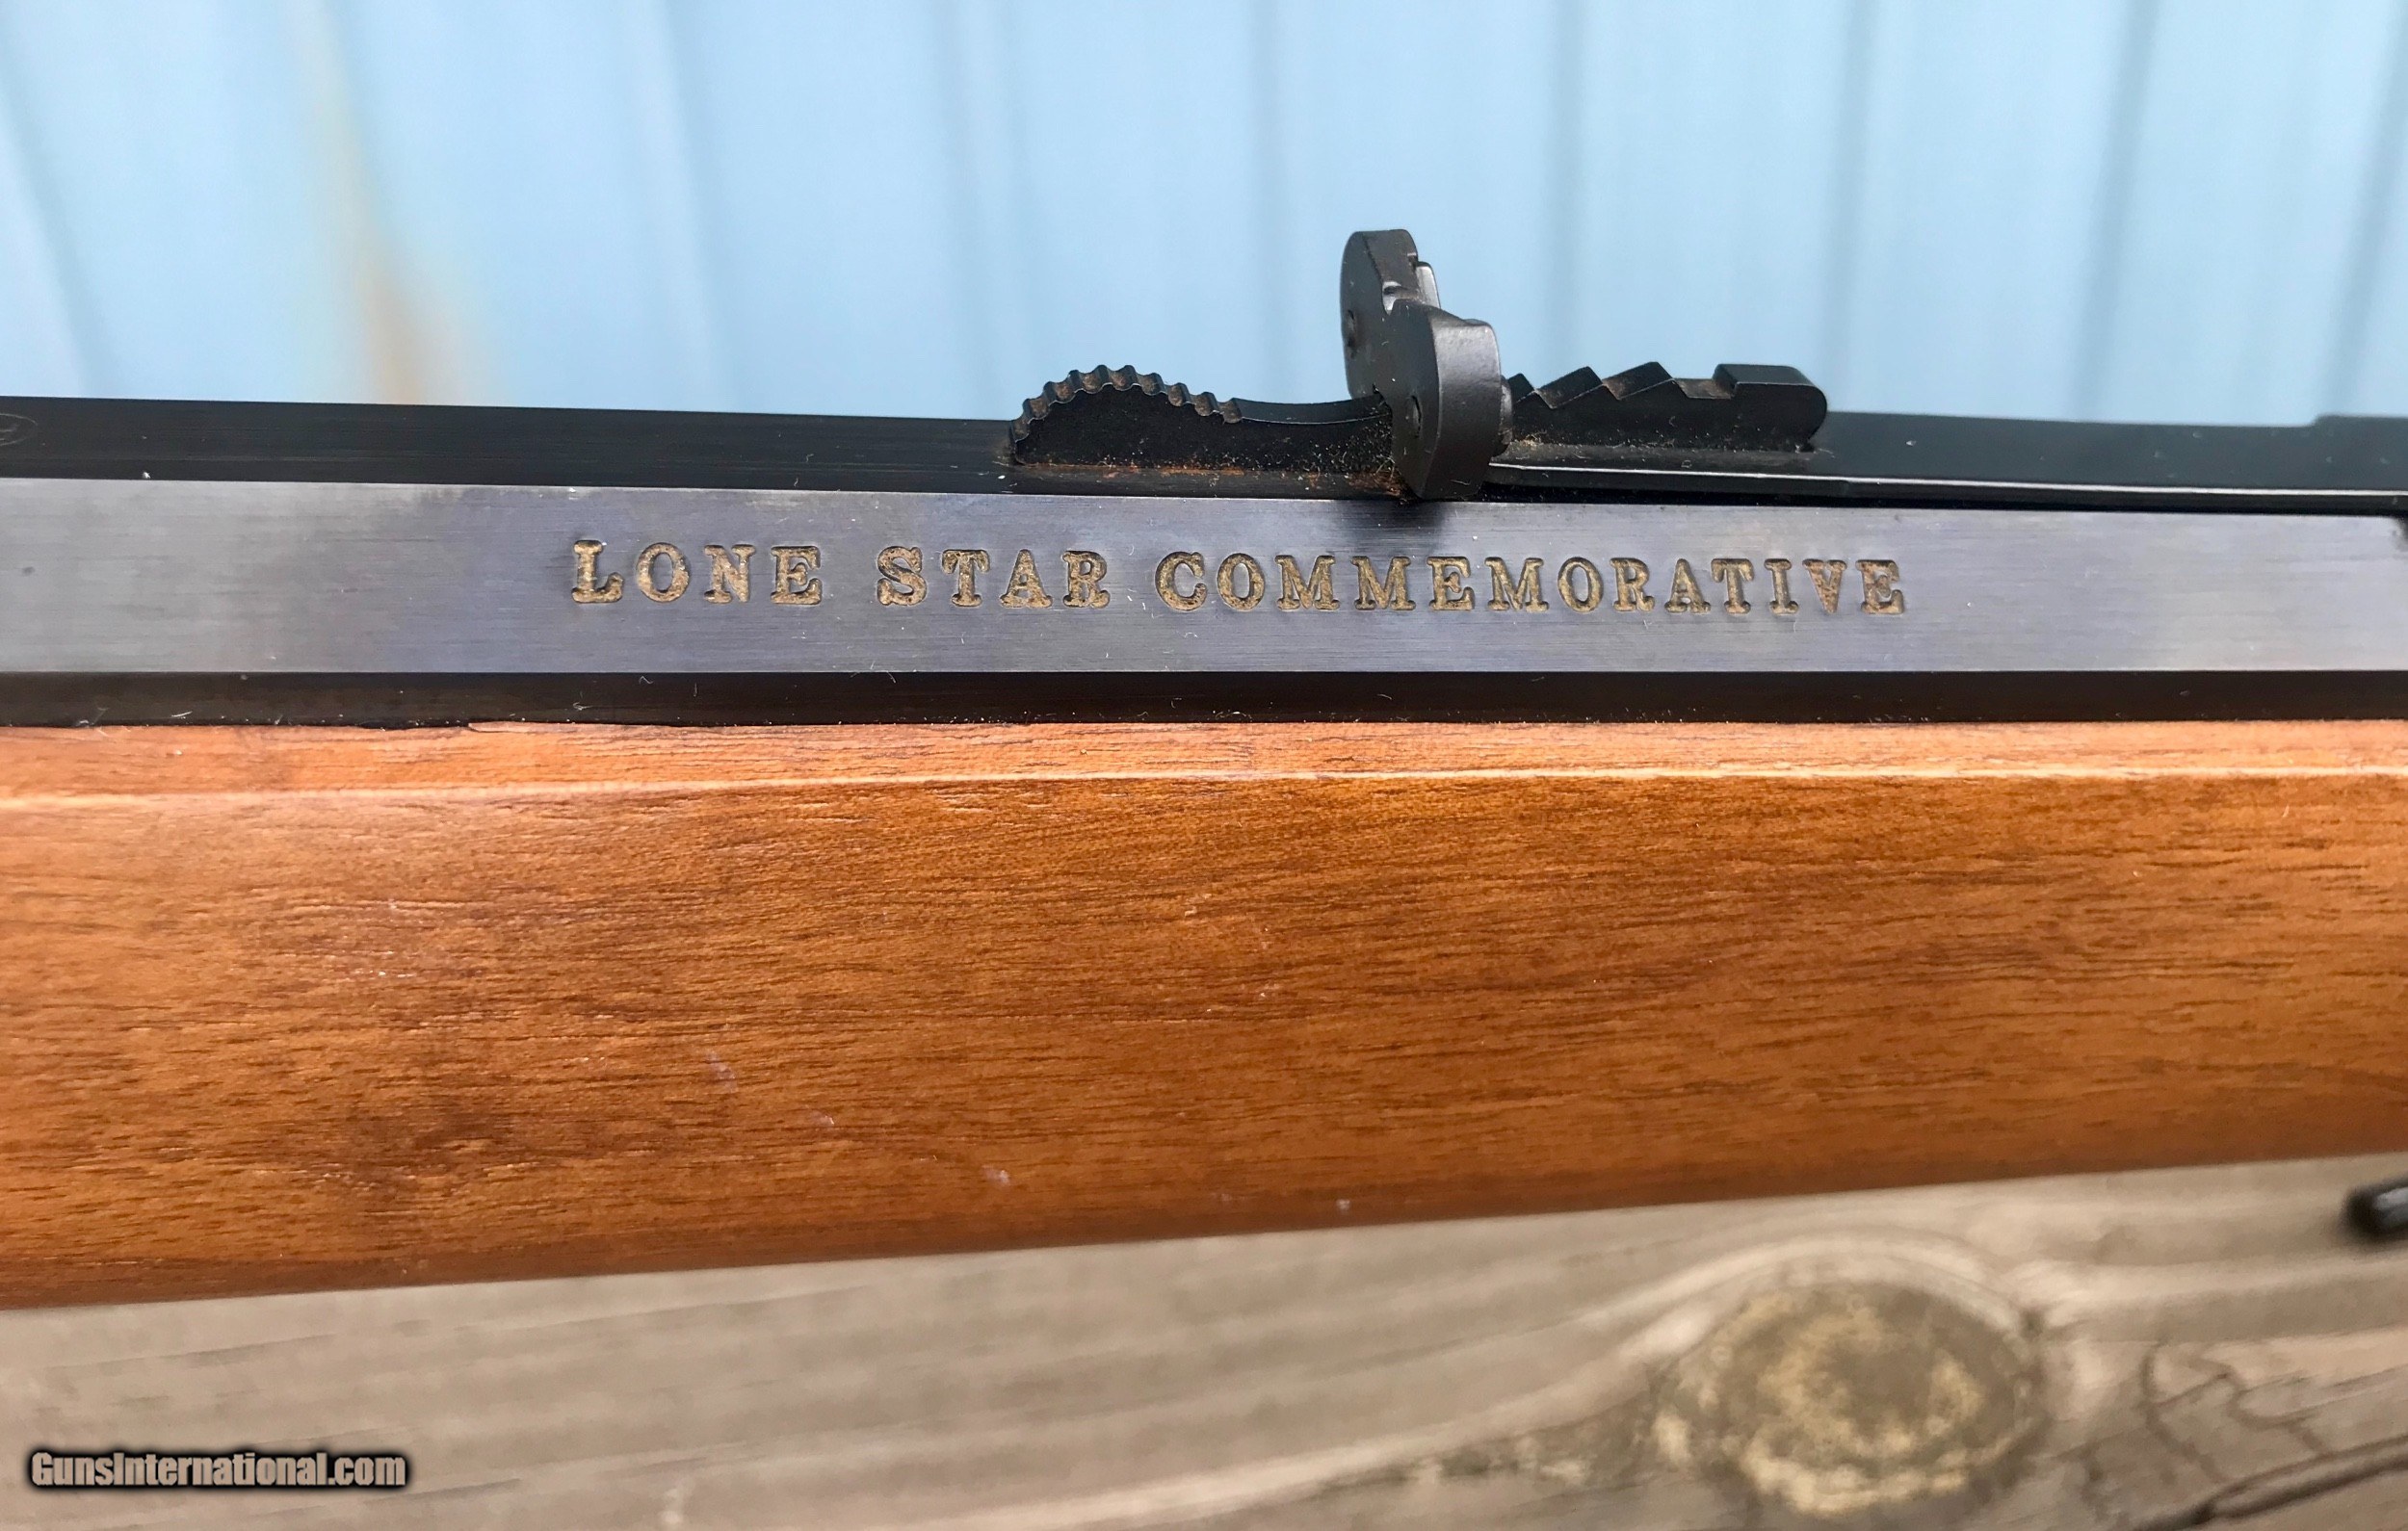 LONE STAR COMMEMORATIVE
GunsInternational.com